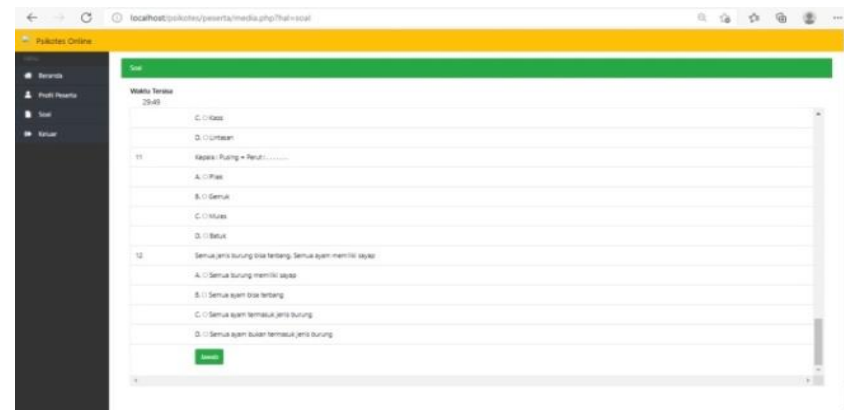 localhost/psikotes/peserta/media.php?hal=soal
Psikotes Online
Menu
Beranda
Profil Peserta
Soal
Keluar
Soal
Waktu Tersisa
29:49
C. Kaos
D. Lintasan
11 Kepala : Pusing = Perut : ............
A. Pias
B. Gemuk
C. Mulas
D. Batuk
12 Semua jenis burung bisa terbang. Semua ayam memiliki sayap
A. Semua burung memiliki sayap
B. Semua ayam bisa terbang
C. Semua ayam termasuk jenis burung
D. Semua ayam bukan termasuk jenis burung
Jawab